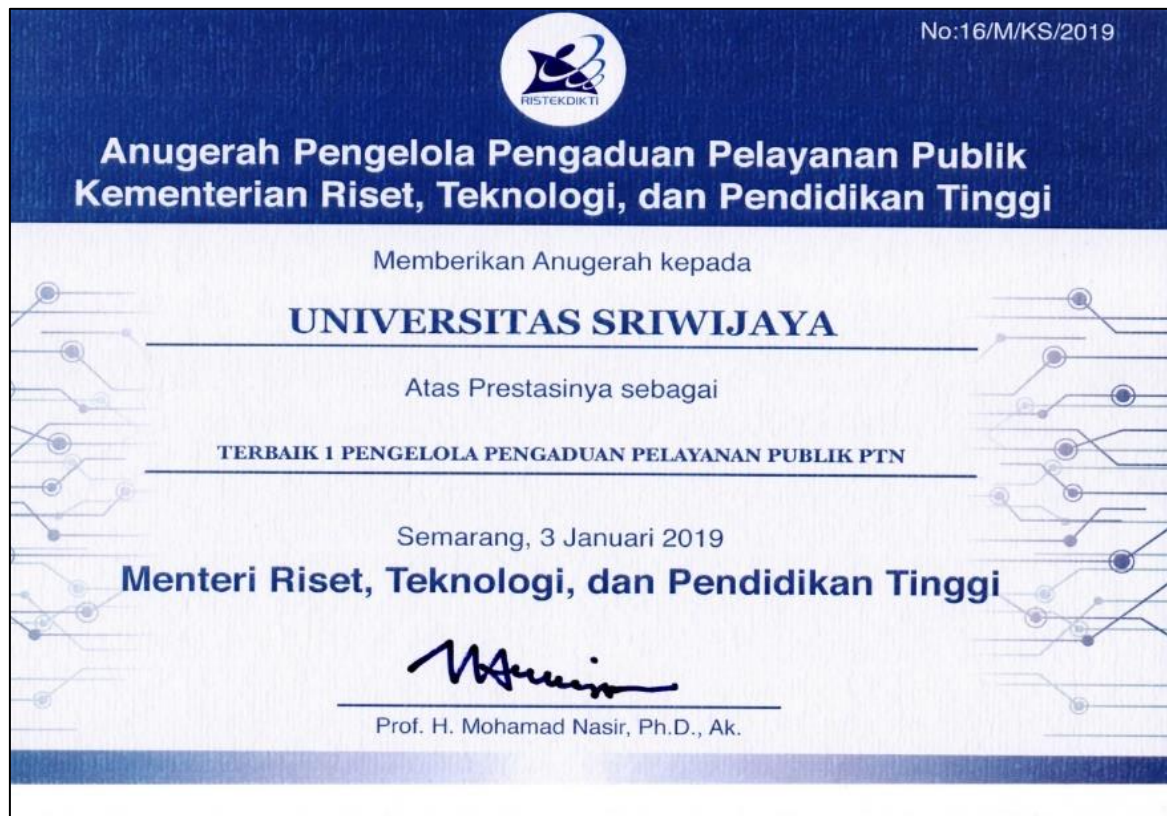 No:16/M/KS/2019
RISTEKDIKTI
Anugerah Pengelola Pengaduan Pelayanan Publik
Kementerian Riset, Teknologi, dan Pendidikan Tinggi
Memberikan Anugerah kepada
UNIVERSITAS SRIWIJAYA
Atas Prestasinya sebagai
TERBAIK 1 PENGELOLA PENGADUAN PELAYANAN PUBLIK PTN
Semarang, 3 Januari 2019
Menteri Riset, Teknologi, dan Pendidikan Tinggi
Prof. H. Mohamad Nasir, Ph.D., Ak.